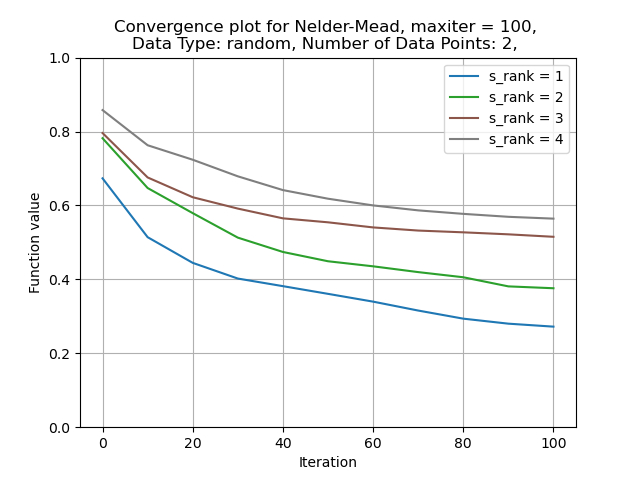 Convergence plot for Nelder-Mead, maxiter = 100,
Data Type: random, Number of Data Points: 2,
1.0
0.8
0.6
0.4
0.2
0.0
Function value
s_rank = 1
s_rank = 2
s_rank = 3
s_rank = 4
0 20 40 60 80 100
Iteration